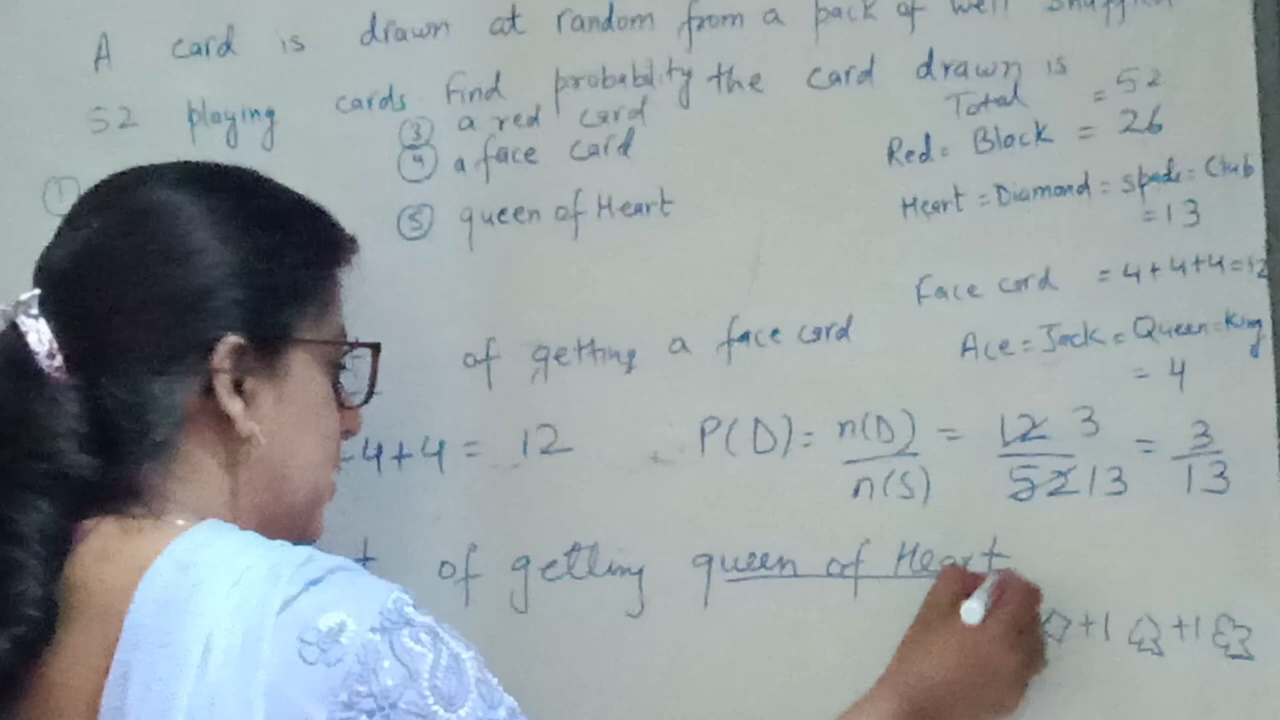 A card is drawn at random from a pack of well
52 playing cards. Find probability the card drawn is
③ a red card
④ a face card
⑤ queen of Heart
①
Total = 52
Red = Black = 26
Heart = Diamond = spade = Club
= 13
Face card = 4+4+4=12
Ace = Jack = Queen = King
= 4
of getting a face card
4+4 = 12 P(D) = n(D)/n(S) = 12 3/52 13 = 3/13
of getting queen of Heart
+1 +1